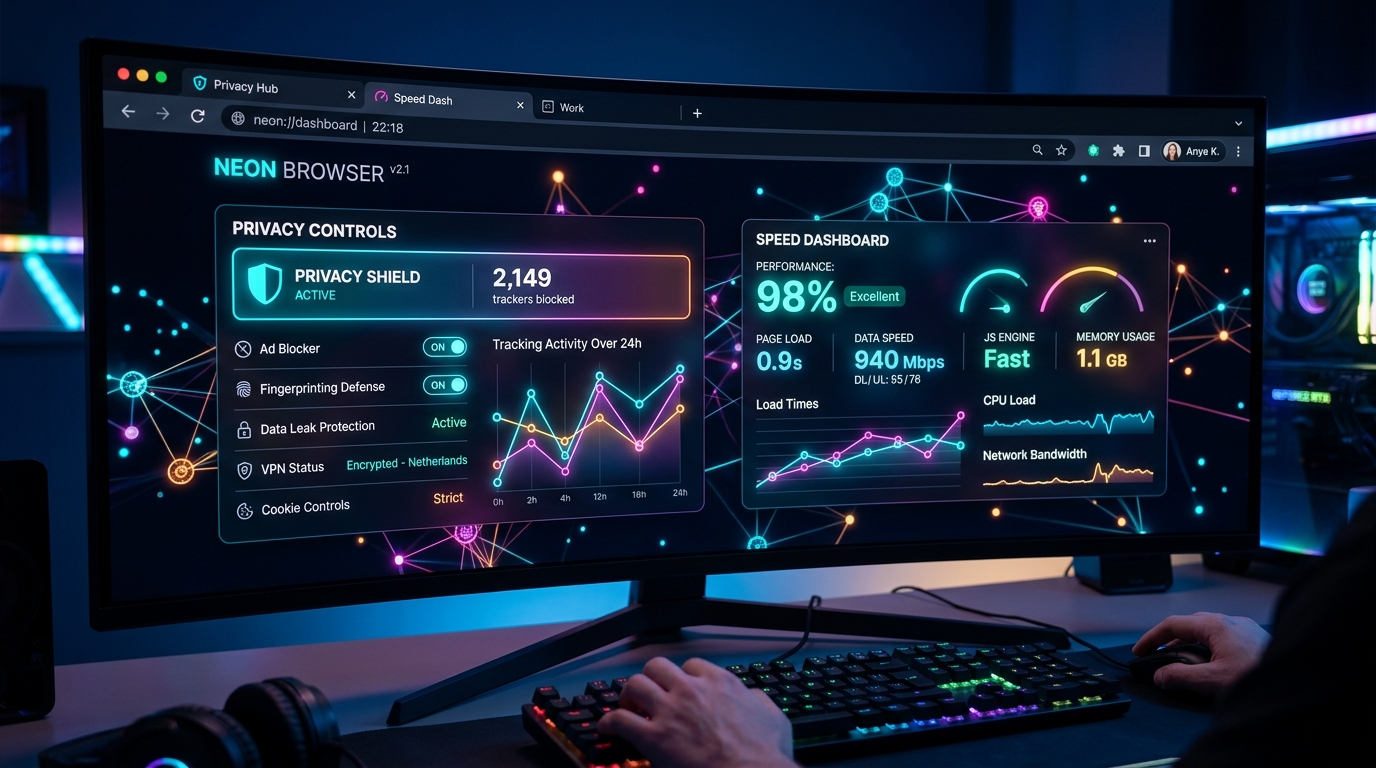 Privacy Hub
Speed Dash
Work
neon://dashboard | 22:18
Anye K.
NEON BROWSER v2.1
PRIVACY CONTROLS
PRIVACY SHIELD
ACTIVE
2,149
trackers blocked
Ad Blocker
ON
Fingerprinting Defense
ON
Data Leak Protection
Active
VPN Status
Encrypted - Netherlands
Cookie Controls
Strict
Tracking Activity Over 24h
0h 2h 4h 12h 16h 24h
SPEED DASHBOARD
PERFORMANCE:
98% Excellent
PAGE LOAD
0.9s
DATA SPEED
940 Mbps
DL/UL: 55/76
JS ENGINE
Fast
MEMORY USAGE
1.1 GB
Load Times
CPU Load
Network Bandwidth